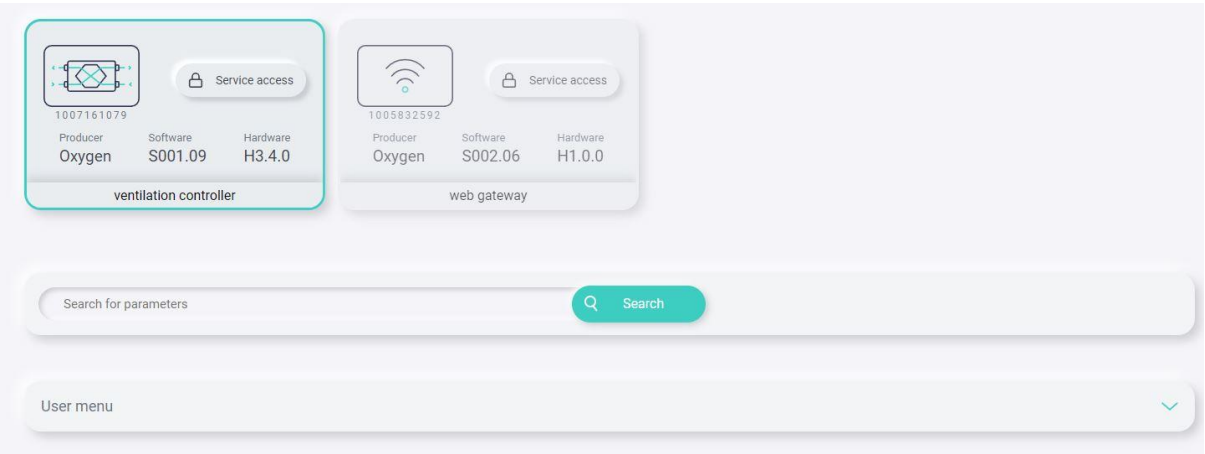 Service access
1007161079
Producer Software Hardware
Oxygen S001.09 H3.4.0
ventilation controller
Service access
1005832592
Producer Software Hardware
Oxygen S002.06 H1.0.0
web gateway
Search for parameters
Search
User menu